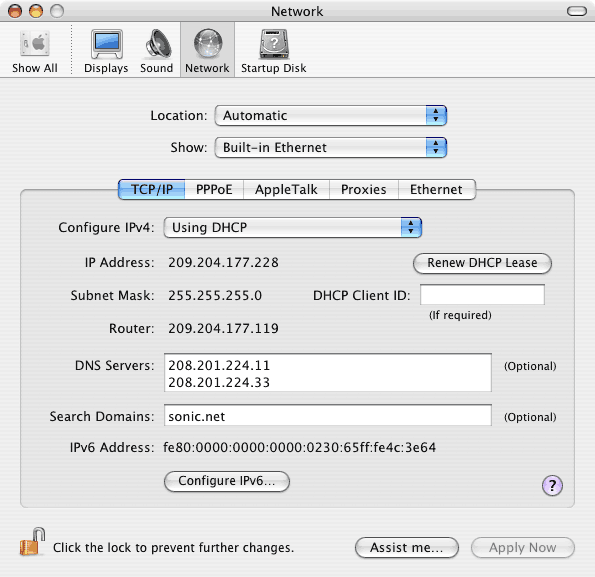 Network
Show All Displays Sound Network Startup Disk
Location: Automatic
Show: Built-in Ethernet
TCP/IP PPPoE AppleTalk Proxies Ethernet
Configure IPv4: Using DHCP
IP Address: 209.204.177.228 Renew DHCP Lease
Subnet Mask: 255.255.255.0 DHCP Client ID:
(If required)
Router: 209.204.177.119
DNS Servers: 208.201.224.11 (Optional)
208.201.224.33
Search Domains: sonic.net (Optional)
IPv6 Address: fe80:0000:0000:0000:0230:65ff:fe4c:3e64
Configure IPv6...
?
Click the lock to prevent further changes. Assist me... Apply Now